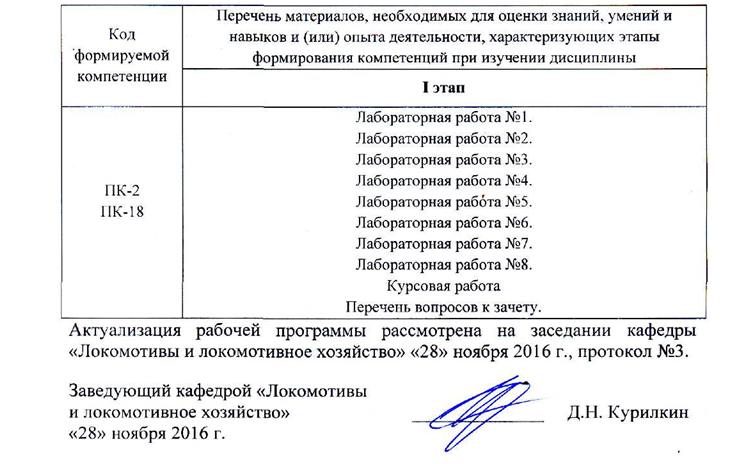 Код
формируемой
компетенции
Перечень материалов, необходимых для оценки знаний, умений и
навыков и (или) опыта деятельности, характеризующих этапы
формирования компетенций при изучении дисциплины
I этап
ПК-2
ПК-18
Лабораторная работа №1.
Лабораторная работа №2.
Лабораторная работа №3.
Лабораторная работа №4.
Лабораторная работа №5.
Лабораторная работа №6.
Лабораторная работа №7.
Лабораторная работа №8.
Курсовая работа
Перечень вопросов к зачету.
Актуализация рабочей программы рассмотрена на заседании кафедры
«Локомотивы и локомотивное хозяйство» «28» ноября 2016 г., протокол №3.
Заведующий кафедрой «Локомотивы
и локомотивное хозяйство»
Д.Н. Курилкин
«28» ноября 2016 г.